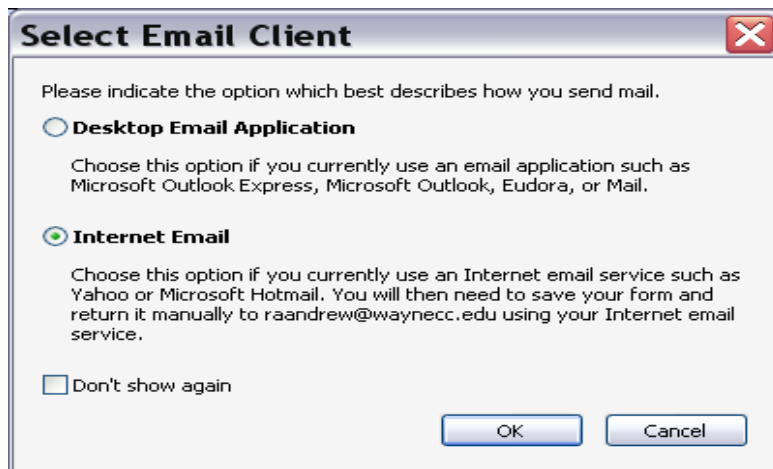 Select Email Client
Please indicate the option which best describes how you send mail.
Desktop Email Application
Choose this option if you currently use an email application such as
Microsoft Outlook Express, Microsoft Outlook, Eudora, or Mail.
Internet Email
Choose this option if you currently use an Internet email service such as
Yahoo or Microsoft Hotmail. You will then need to save your form and
return it manually to raandrew@waynecc.edu using your Internet email
service.
Don't show again
OK Cancel